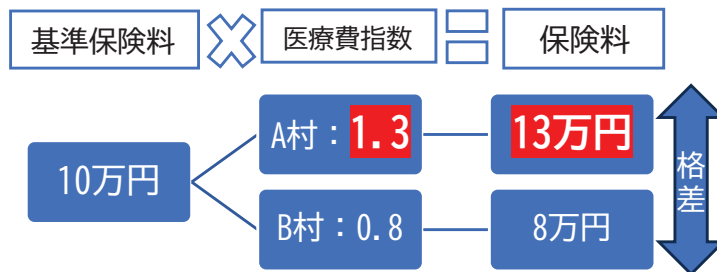 基準保険料 × 医療費指数 = 保険料
10万円
A村：1.3
13万円
B村：0.8
8万円
格差